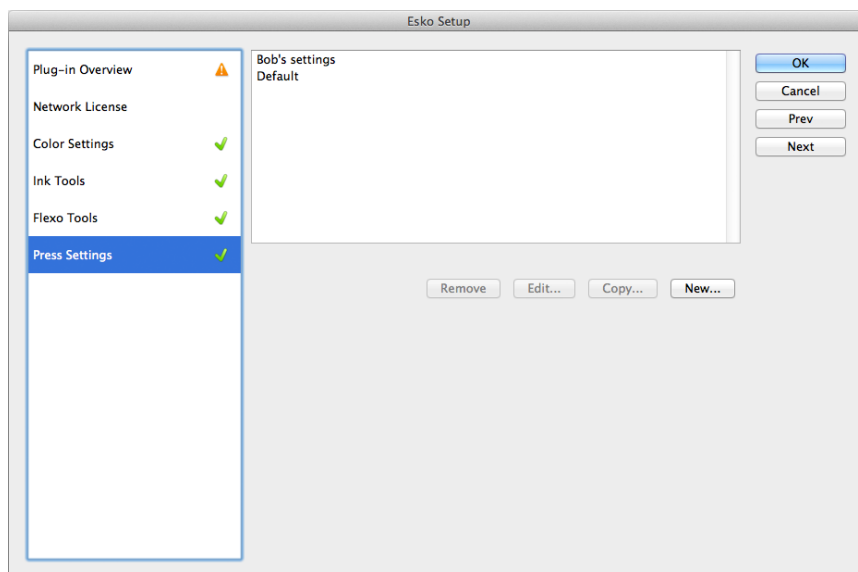 Esko Setup
Plug-in Overview
Network License
Color Settings
Ink Tools
Flexo Tools
Press Settings
Bob's settings
Default
Remove
Edit...
Copy...
New...
OK
Cancel
Prev
Next